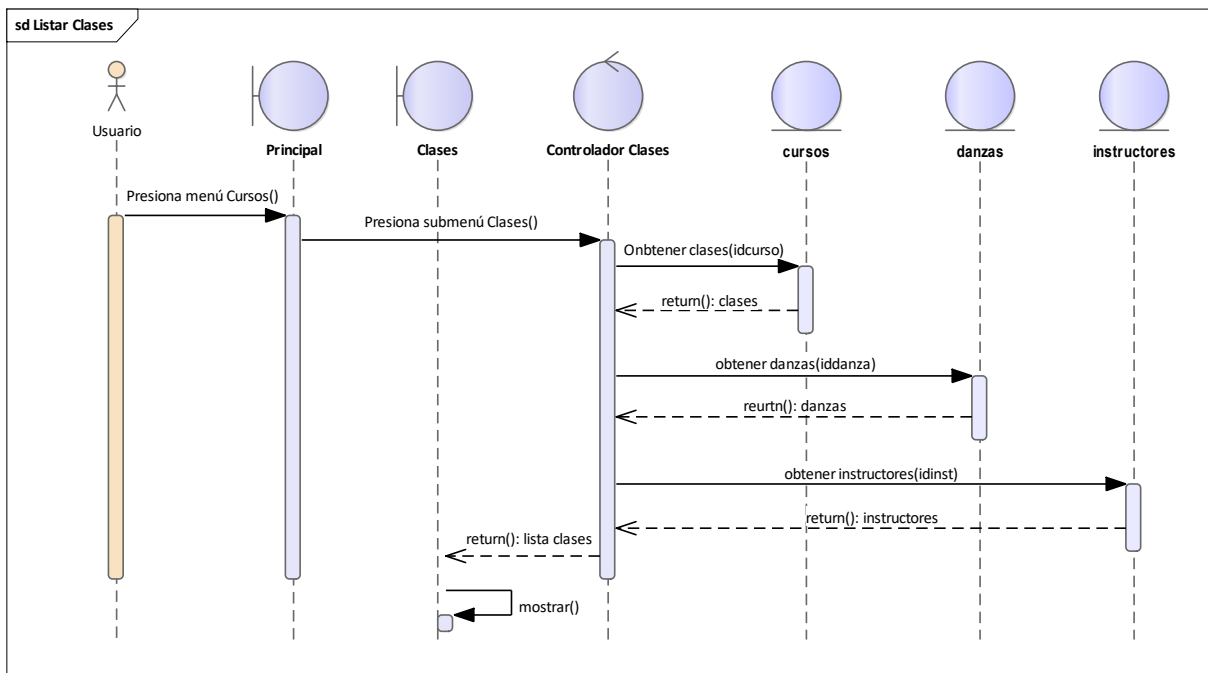 sd Listar Clases
Usuario
Principal
Clases
Controlador Clases
cursos
danzas
instructores
Presiona menú Cursos()
Presiona submenú Clases()
Onbtener clases(idcurso)
return(): clases
obtener danzas(iddanza)
reurtn(): danzas
obtener instructores(idinst)
return(): instructores
return(): lista clases
mostrar()